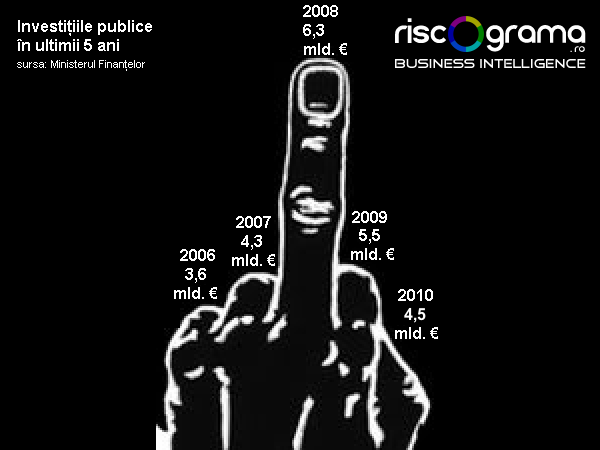 Investițiile publice
în ultimii 5 ani
sursa: Ministerul Finanțelor
2008
6,3
mld. €
riscograma
.ro
BUSINESS INTELLIGENCE
2007
4,3
mld. €
2009
5,5
mld. €
2006
3,6
mld. €
2010
4,5
mld. €